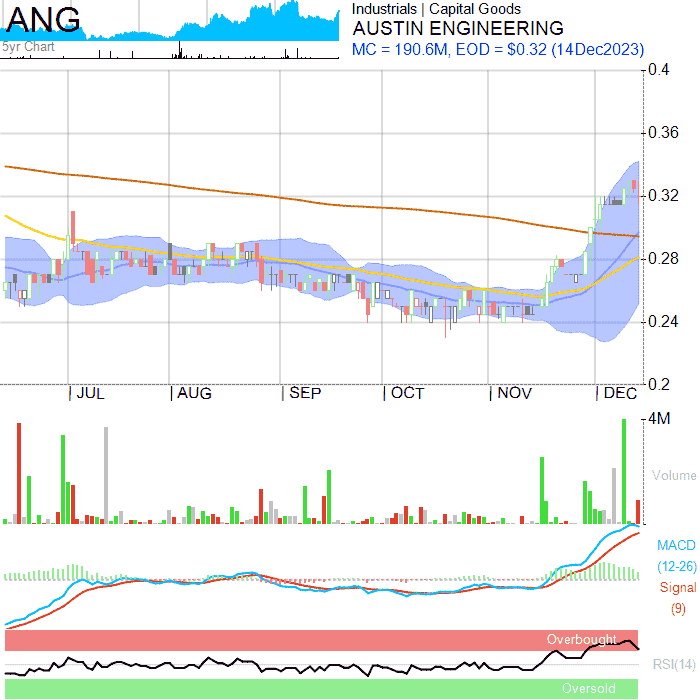 ANG
5yr Chart
Industrials | Capital Goods
AUSTIN ENGINEERING
MC = 190.6M, EOD = $0.32 (14Dec2023)
0.4
0.36
0.32
0.28
0.24
0.2
JUL
AUG
SEP
OCT
NOV
DEC
4M
Volume
MACD
(12-26)
Signal
(9)
Overbought
RSI(14)
Oversold